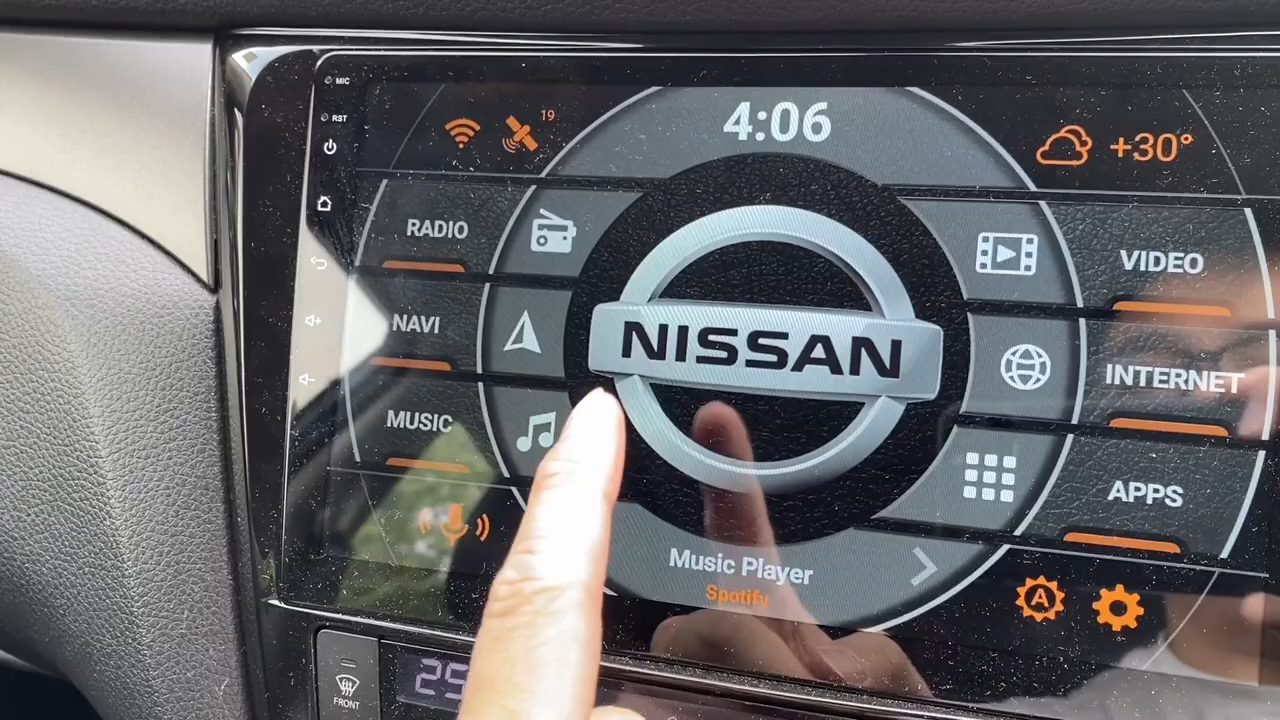 MIC
RST
19
4:06
+30°
RADIO
NAVI
MUSIC
NISSAN
VIDEO
INTERNET
APPS
Music Player
Spotify
A
FRONT
25